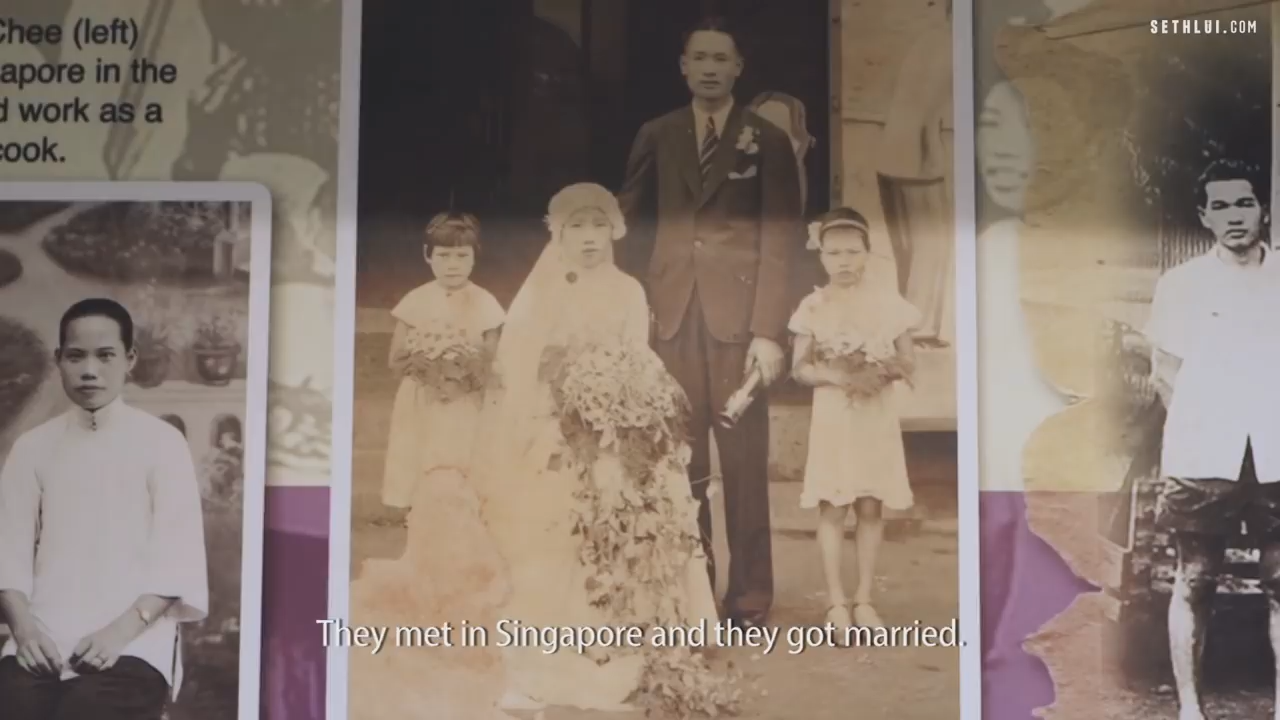 SETHLUI.COM
Chee (left)
apore in the
d work as a
cook.
They met in Singapore and they got married.